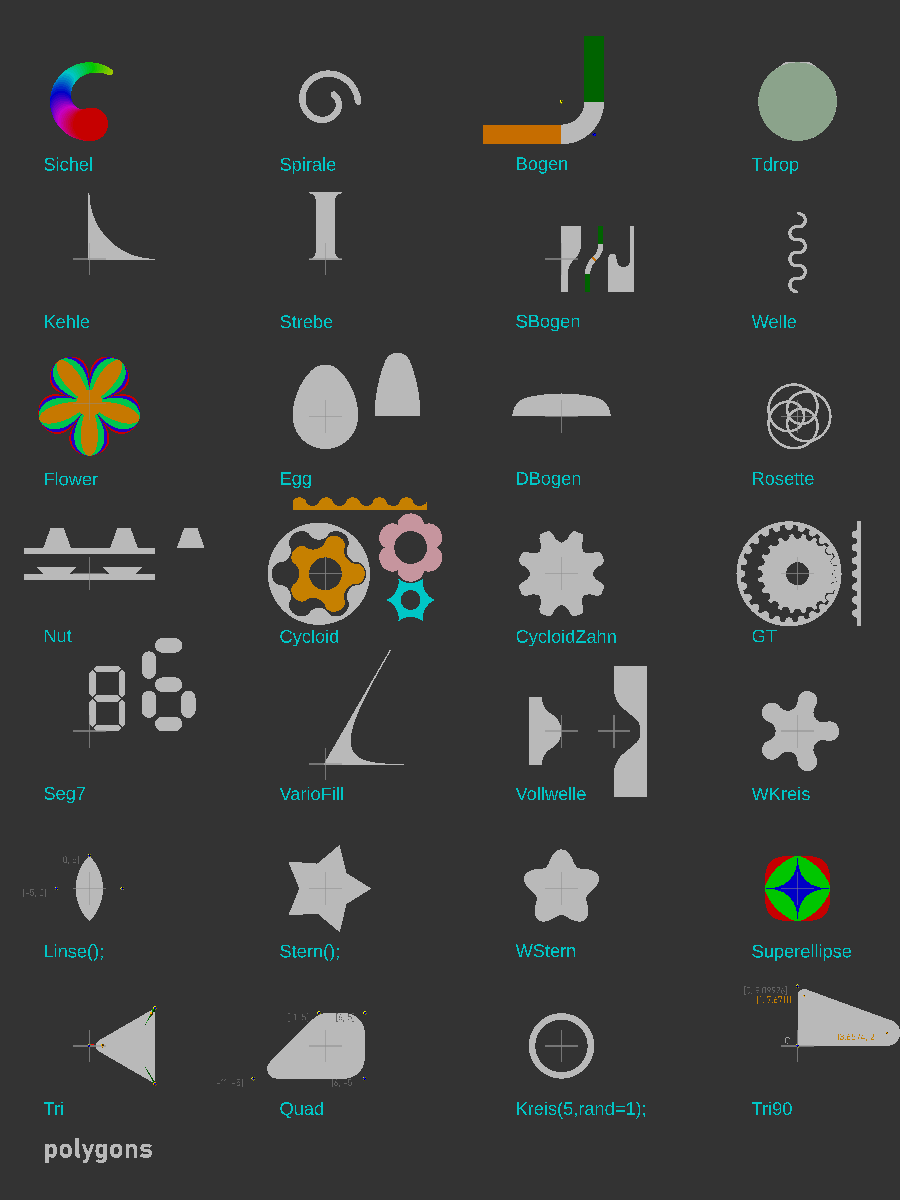 Sichel Spirale Bogen Tdrop
Kehle Strebe SBogen Welle
Flower Egg DBogen Rosette
Nut Cycloid CycloidZahn GT
Seg7 VarioFill Vollwelle WKreis
Linse(); Stern(); WStern Superellipse
Tri Quad Kreis(5,rand=1); Tri90
polygons